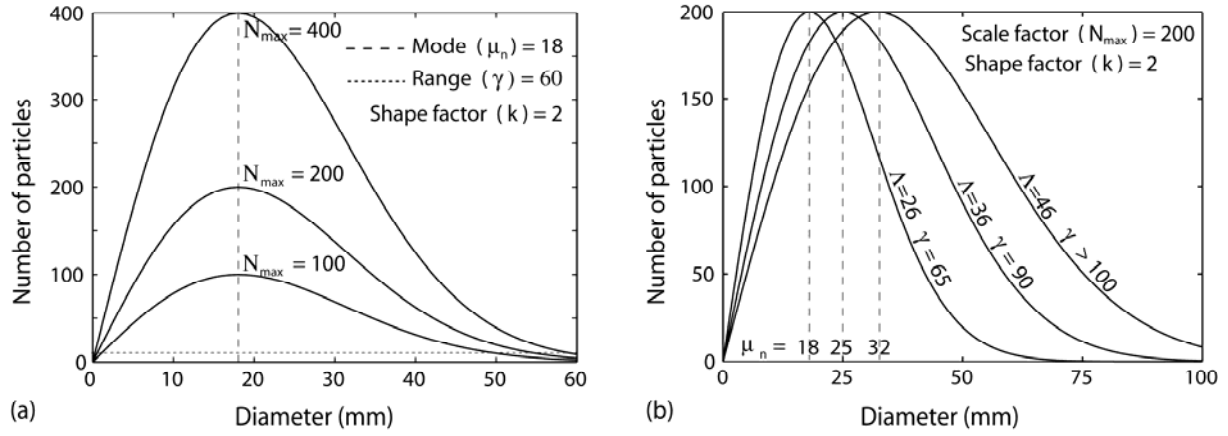 400
300
200
100
0
0
10
20
30
40
50
60
Number of particles
Diameter (mm)
(a)
N_max = 400
N_max = 200
N_max = 100
Mode (μ_n) = 18
Range (γ) = 60
Shape factor (k) = 2
200
150
100
50
0
0
25
50
75
100
Number of particles
Diameter (mm)
(b)
Scale factor (N_max) = 200
Shape factor (k) = 2
Λ=26 γ = 65
Λ=36 γ = 90
Λ=46 γ > 100
μ_n = 18 25 32